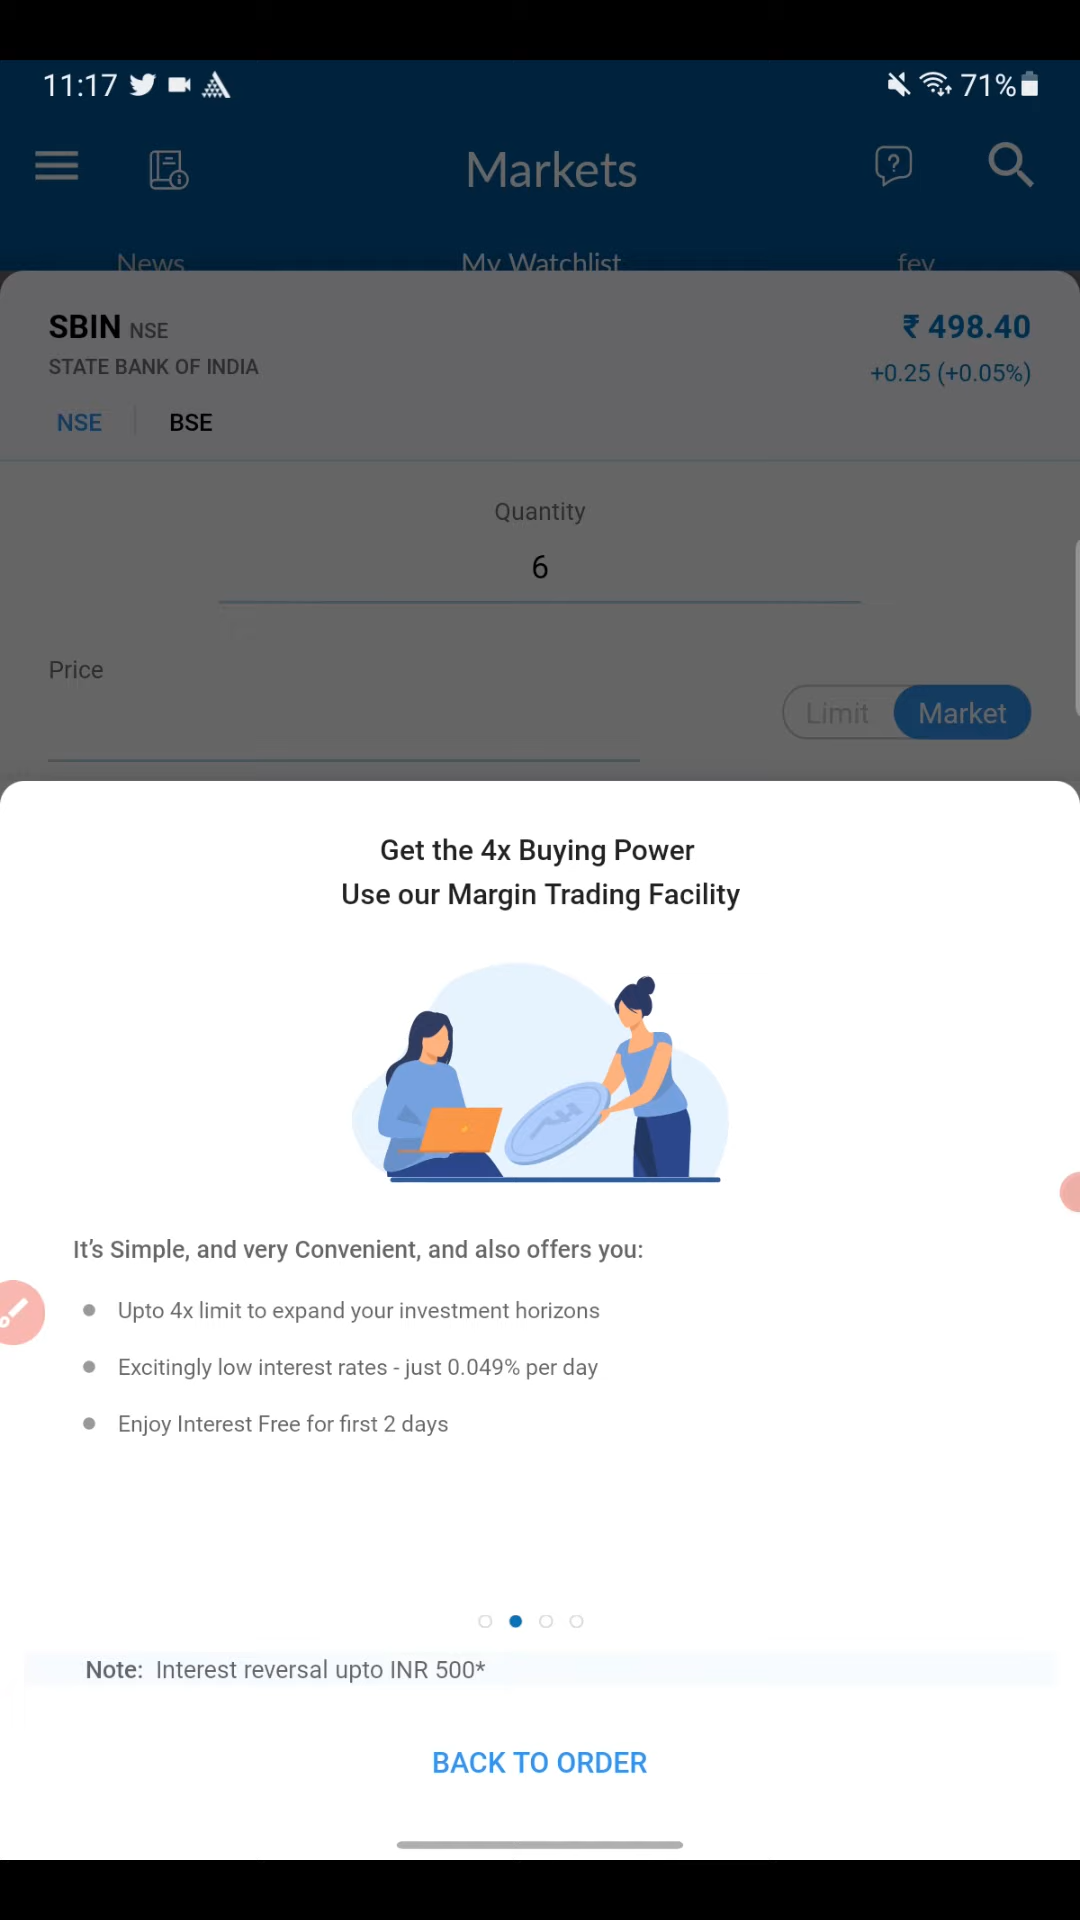 11:17 71%
Markets
News My Watchlist fev
SBIN NSE ₹ 498.40
STATE BANK OF INDIA +0.25 (+0.05%)
NSE BSE
Quantity
6
Price
Limit Market
Get the 4x Buying Power
Use our Margin Trading Facility
It's Simple, and very Convenient, and also offers you:
Upto 4x limit to expand your investment horizons
Excitingly low interest rates - just 0.049% per day
Enjoy Interest Free for first 2 days
Note: Interest reversal upto INR 500*
BACK TO ORDER